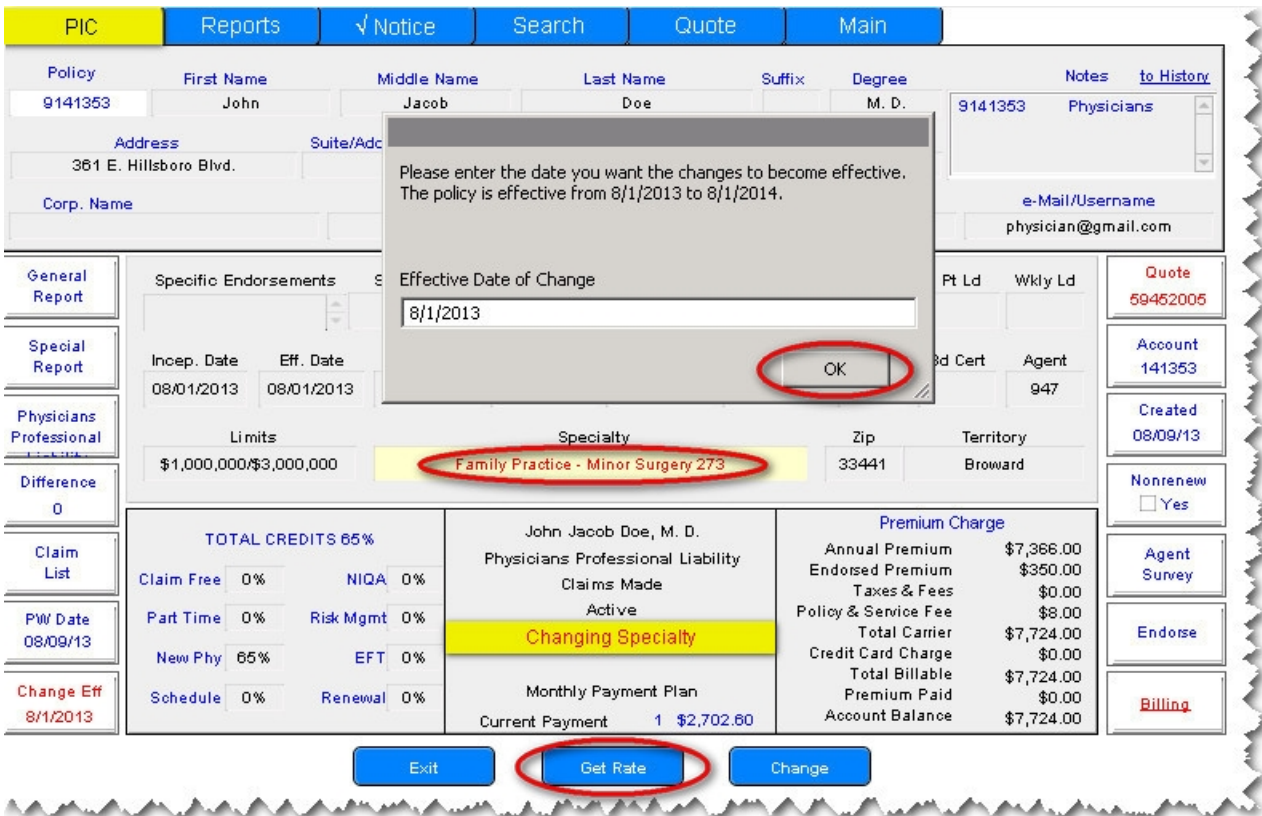 PIC Reports √ Notice Search Quote Main
Policy First Name Middle Name Last Name Suffix Degree Notes to History
9141353 John Jacob Doe M. D. 9141353 Physicians
Address Suite/Add
361 E. Hillsboro Blvd.
Corp. Name e-Mail/Username
physician@gmail.com
Please enter the date you want the changes to become effective.
The policy is effective from 8/1/2013 to 8/1/2014.
Effective Date of Change
8/1/2013
OK
General
Report
Special
Report
Physicians
Professional
Difference
0
Claim
List
PW Date
08/09/13
Change Eff
8/1/2013
Specific Endorsements S Pt Ld Wkly Ld
Incep. Date Eff. Date Bd Cert Agent
08/01/2013 08/01/2013 947
Limits Specialty Zip Territory
$1,000,000/$3,000,000 Family Practice - Minor Surgery 273 33441 Broward
Quote
59452005
Account
141353
Created
08/09/13
Nonrenew
Yes
Agent
Survey
Endorse
Billing
TOTAL CREDITS 65%
Claim Free 0% NIQA 0%
Part Time 0% Risk Mgmt 0%
New Phy 65% EFT 0%
Schedule 0% Renewal 0%
John Jacob Doe, M. D.
Physicians Professional Liability
Claims Made
Active
Changing Specialty
Monthly Payment Plan
Current Payment 1 $2,702.60
Premium Charge
Annual Premium $7,366.00
Endorsed Premium $350.00
Taxes & Fees $0.00
Policy & Service Fee $8.00
Total Carrier $7,724.00
Credit Card Charge $0.00
Total Billable $7,724.00
Premium Paid $0.00
Account Balance $7,724.00
Exit Get Rate Change